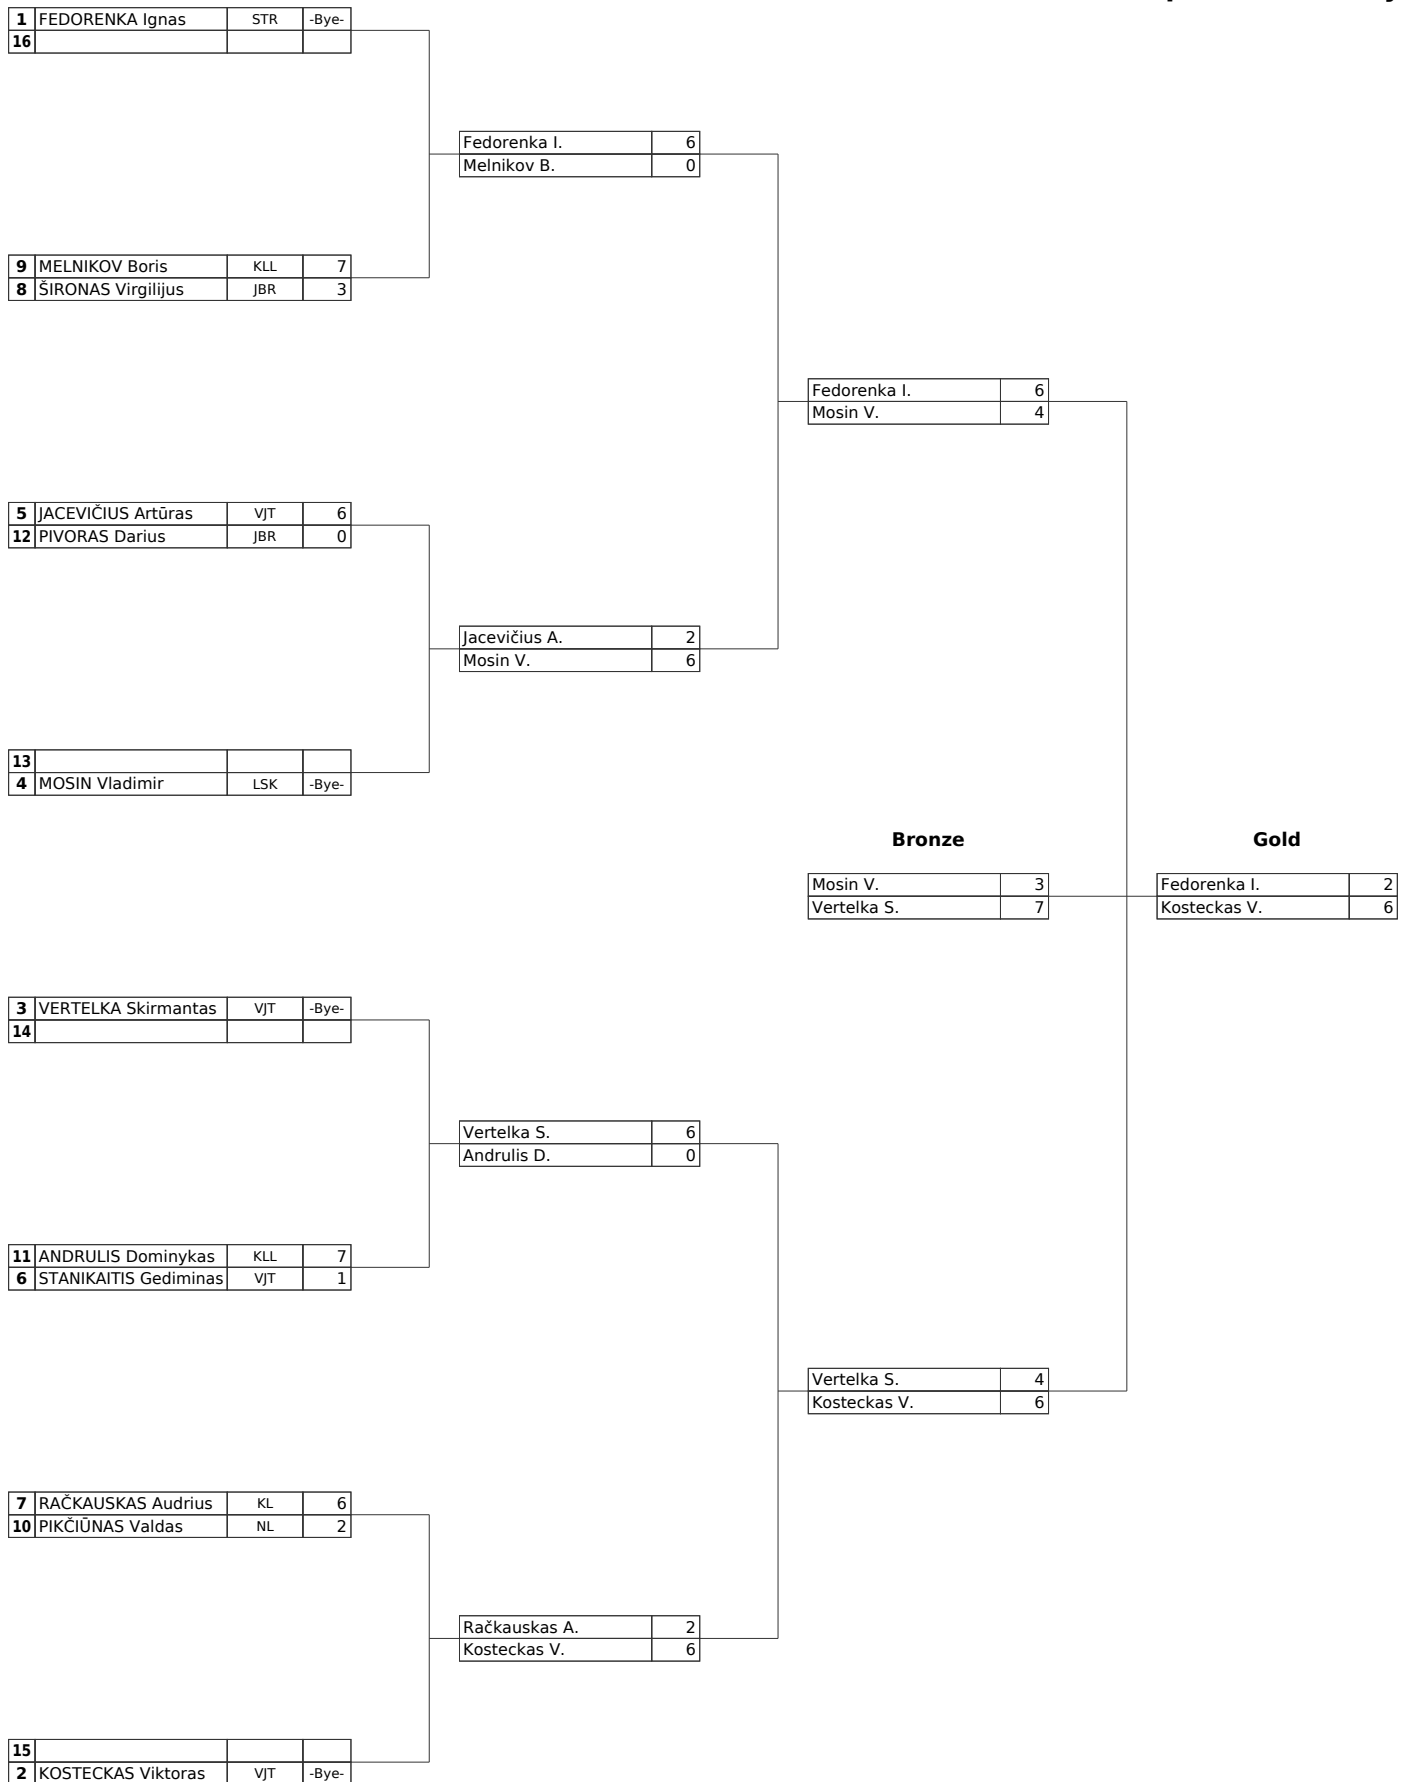 1 FEDORENKA Ignas STR -Bye-
16
Fedorenka I. 6
Melnikov B. 0
9 MELNIKOV Boris KLL 7
8 ŠIRONAS Virgilijus JBR 3
Fedorenka I. 6
Mosin V. 4
5 JACEVIČIUS Artūras VJT 6
12 PIVORAS Darius JBR 0
Jacevičius A. 2
Mosin V. 6
13
4 MOSIN Vladimir LSK -Bye-
Bronze Gold
Mosin V. 3 Fedorenka I. 2
Vertelka S. 7 Kosteckas V. 6
3 VERTELKA Skirmantas VJT -Bye-
14
Vertelka S. 6
Andrulis D. 0
11 ANDRULIS Dominykas KLL 7
6 STANIKAITIS Gediminas VJT 1
Vertelka S. 4
Kosteckas V. 6
7 RAČKAUSKAS Audrius KL 6
10 PIKČIŪNAS Valdas NL 2
Račkauskas A. 2
Kosteckas V. 6
15
2 KOSTECKAS Viktoras VJT -Bye-